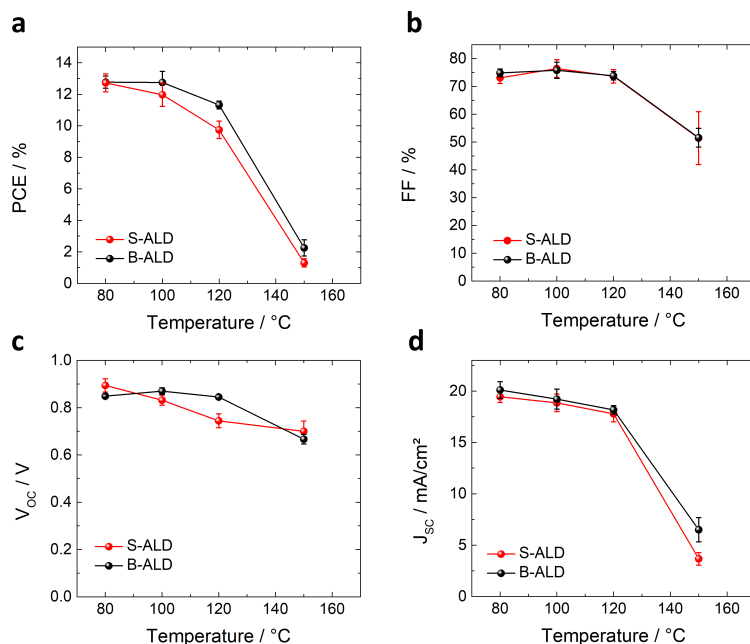 a
14
12
10
8
6
4
2
0
PCE / %
S-ALD
B-ALD
80 100 120 140 160
Temperature / °C
b
80
70
60
50
40
30
20
10
0
FF / %
S-ALD
B-ALD
80 100 120 140 160
Temperature / °C
c
1.0
0.8
0.6
0.4
0.2
0.0
V_OC / V
S-ALD
B-ALD
80 100 120 140 160
Temperature / °C
d
20
15
10
5
0
J_SC / mA/cm²
S-ALD
B-ALD
80 100 120 140 160
Temperature / °C